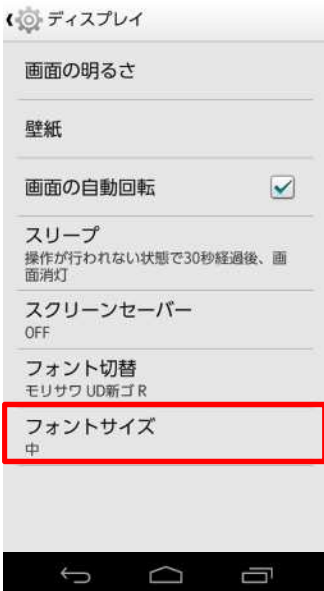 ディスプレイ
画面の明るさ
壁紙
画面の自動回転
スリープ
操作が行われない状態で30秒経過後、画
面消灯
スクリーンセーバー
OFF
フォント切替
モリサワ UD新ゴ R
フォントサイズ
中